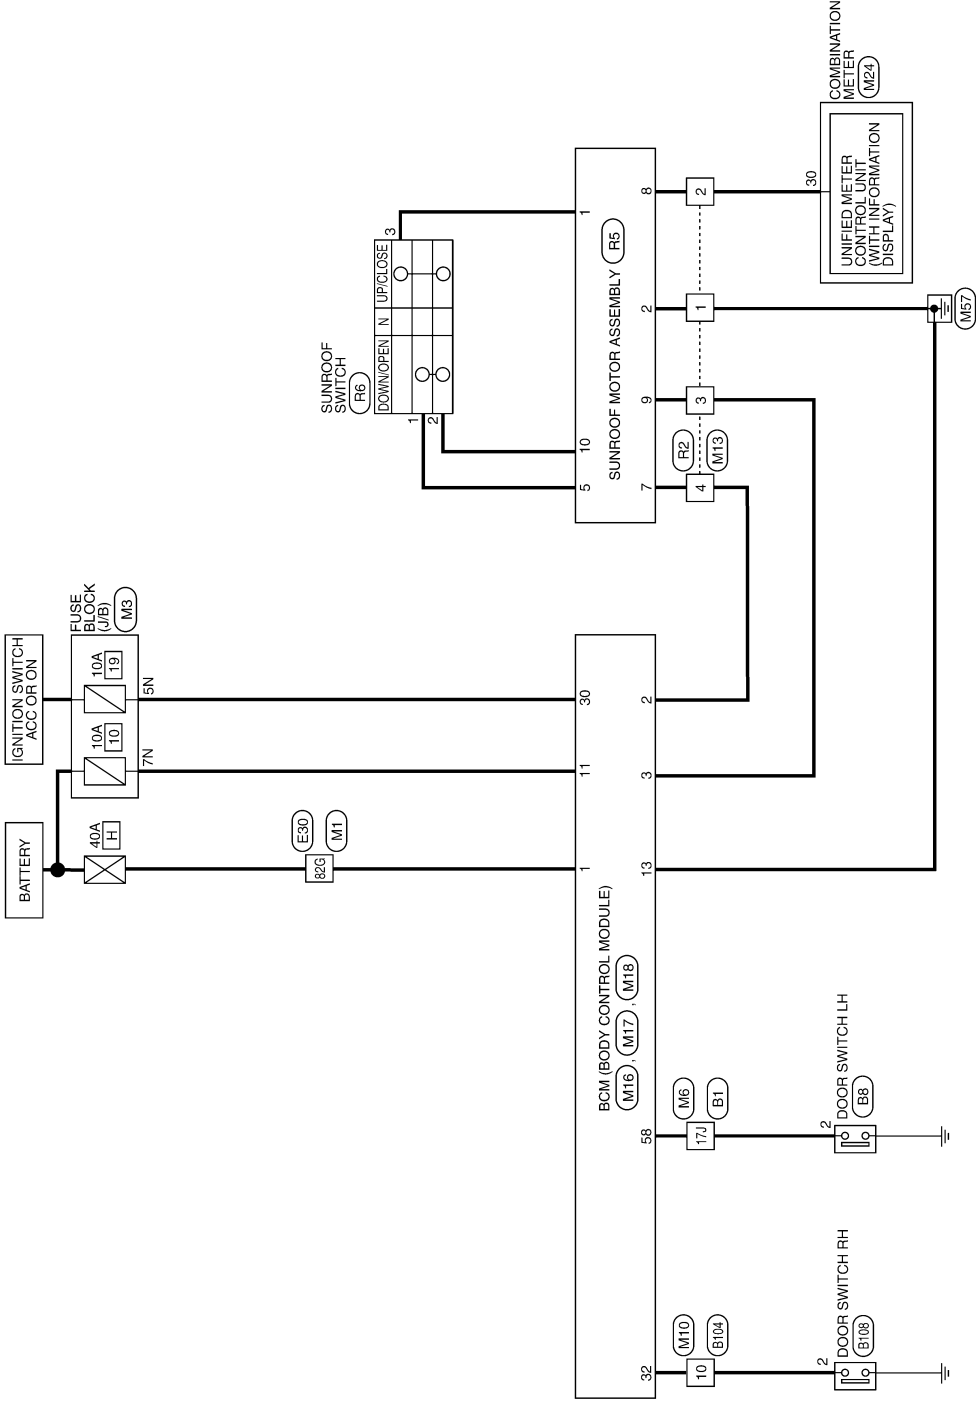 BATTERY
IGNITION SWITCH
ACC OR ON
FUSE
BLOCK
(J/B)
M3
40A
H
10A
10
10A
19
7N
5N
E30
M1
82G
1
11
30
BCM (BODY CONTROL MODULE)
M16 , M17 , M18
32
58
13
3
2
M10
B104
10
2
DOOR SWITCH RH
B108
M6
B1
17J
2
DOOR SWITCH LH
B8
SUNROOF
SWITCH
R6
DOWN/OPEN
N
UP/CLOSE
1
2
3
5
10
1
SUNROOF MOTOR ASSEMBLY
R5
7
9
2
8
R2
M13
4
3
1
2
M57
COMBINATION
METER
M24
30
UNIFIED METER
CONTROL UNIT
(WITH INFORMATION
DISPLAY)